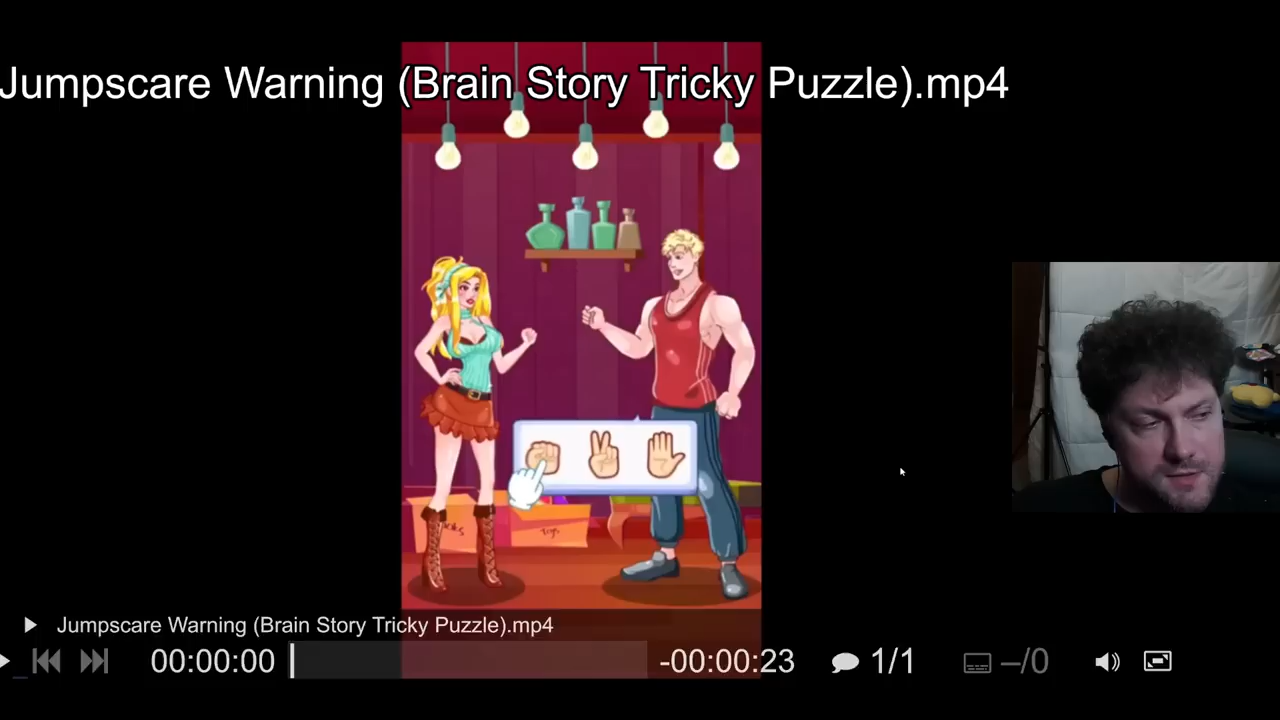 Jumpscare Warning (Brain Story Tricky Puzzle).mp4
Toys
Jumpscare Warning (Brain Story Tricky Puzzle).mp4
00:00:00
-00:00:23
1/1
–/0